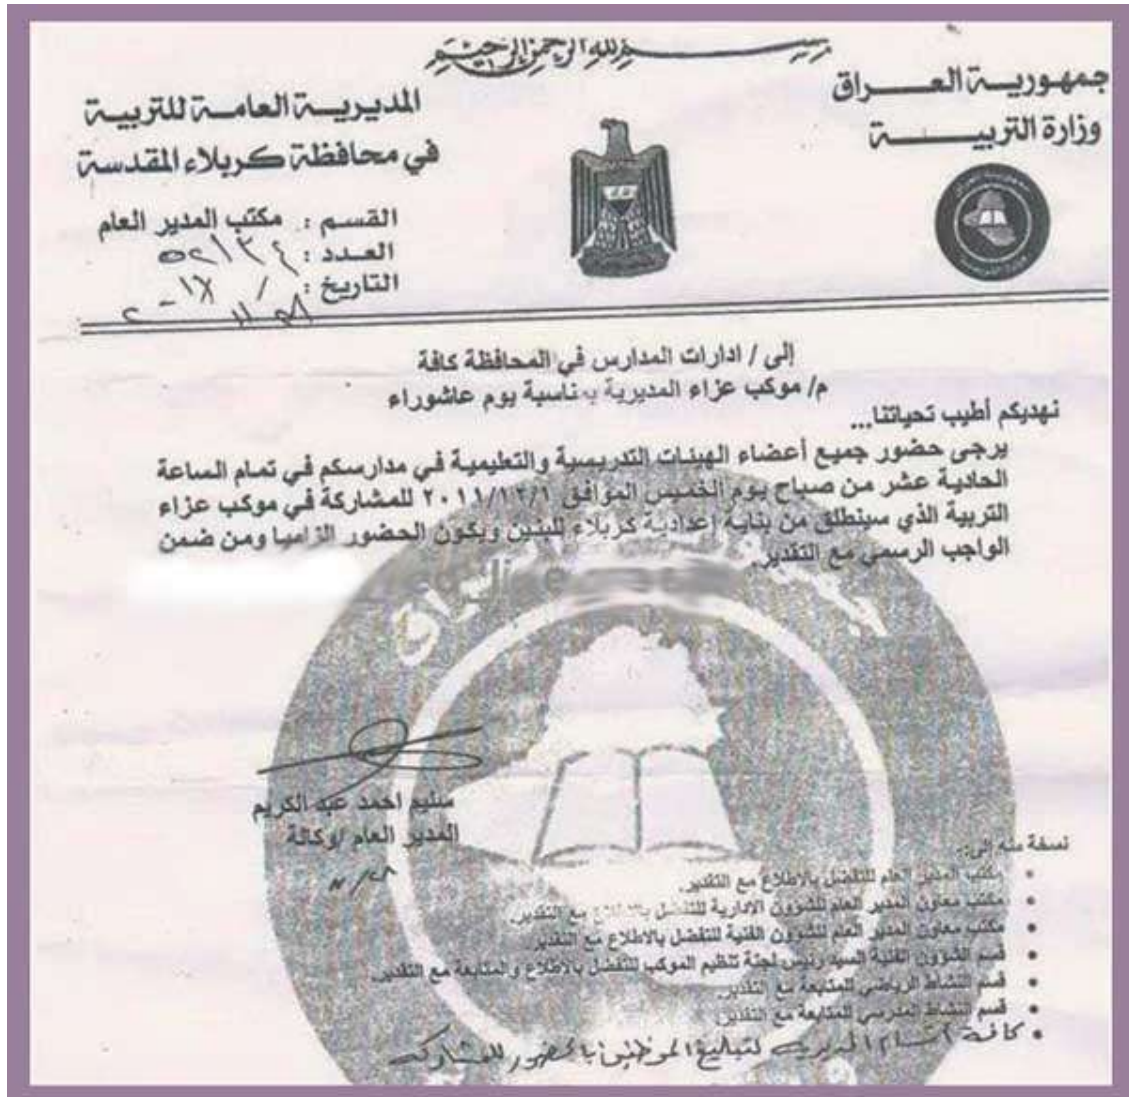 بسم الله الرحمن الرحيم
جمهورية العراق
وزارة التربية
المديرية العامة للتربية
في محافظة كربلاء المقدسة
القسم : مكتب المدير العام
العدد :
التاريخ :
إلى / ادارات المدارس في المحافظة كافة
م/ موكب عزاء المديرية بمناسبة يوم عاشوراء
نهديكم أطيب تحياتنا...
يرجى حضور جميع أعضاء الهيئات التدريسية والتعليمية في مدارسكم في تمام الساعة
الحادية عشر من صباح يوم الخميس الموافق ٢٠١١/١٢/١ للمشاركة في موكب عزاء
التربية الذي سينطلق من بناية إعدادية كربلاء للبنين ويكون الحضور الزاميا ومن ضمن
الواجب الرسمي مع التقدير.
سليم احمد عبد الكريم
المدير العام /وكالة
نسخة منه إلى:-
• مكتب المدير العام للتفضل بالاطلاع مع التقدير.
• مكتب معاون المدير العام للشؤون الادارية للتفضل بالاطلاع مع التقدير.
• مكتب معاون المدير العام للشؤون الفنية للتفضل بالاطلاع مع التقدير.
• قسم الشؤون الفنية السيد رئيس لجنة تنظيم الموكب للتفضل بالاطلاع والمتابعة مع التقدير.
• قسم النشاط الرياضي للمتابعة مع التقدير.
• قسم النشاط المدرسي للمتابعة مع التقدير.
• كافة اقسام المديرية لتبليغ الموظفين بالحضور للمشاركة